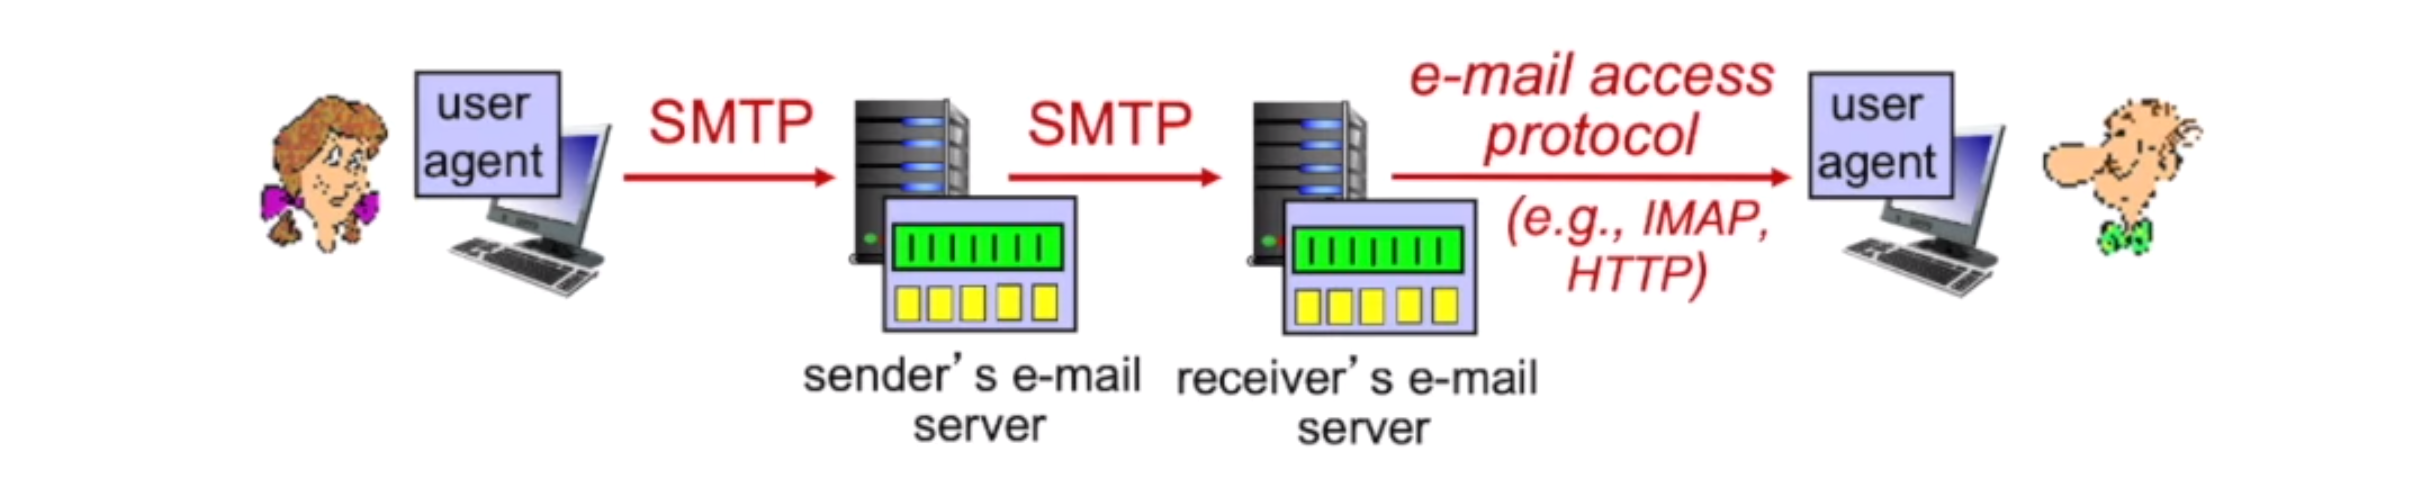 user
agent
SMTP
SMTP
e-mail access
protocol
(e.g., IMAP,
HTTP)
user
agent
sender’ s e-mail
server
receiver’ s e-mail
server